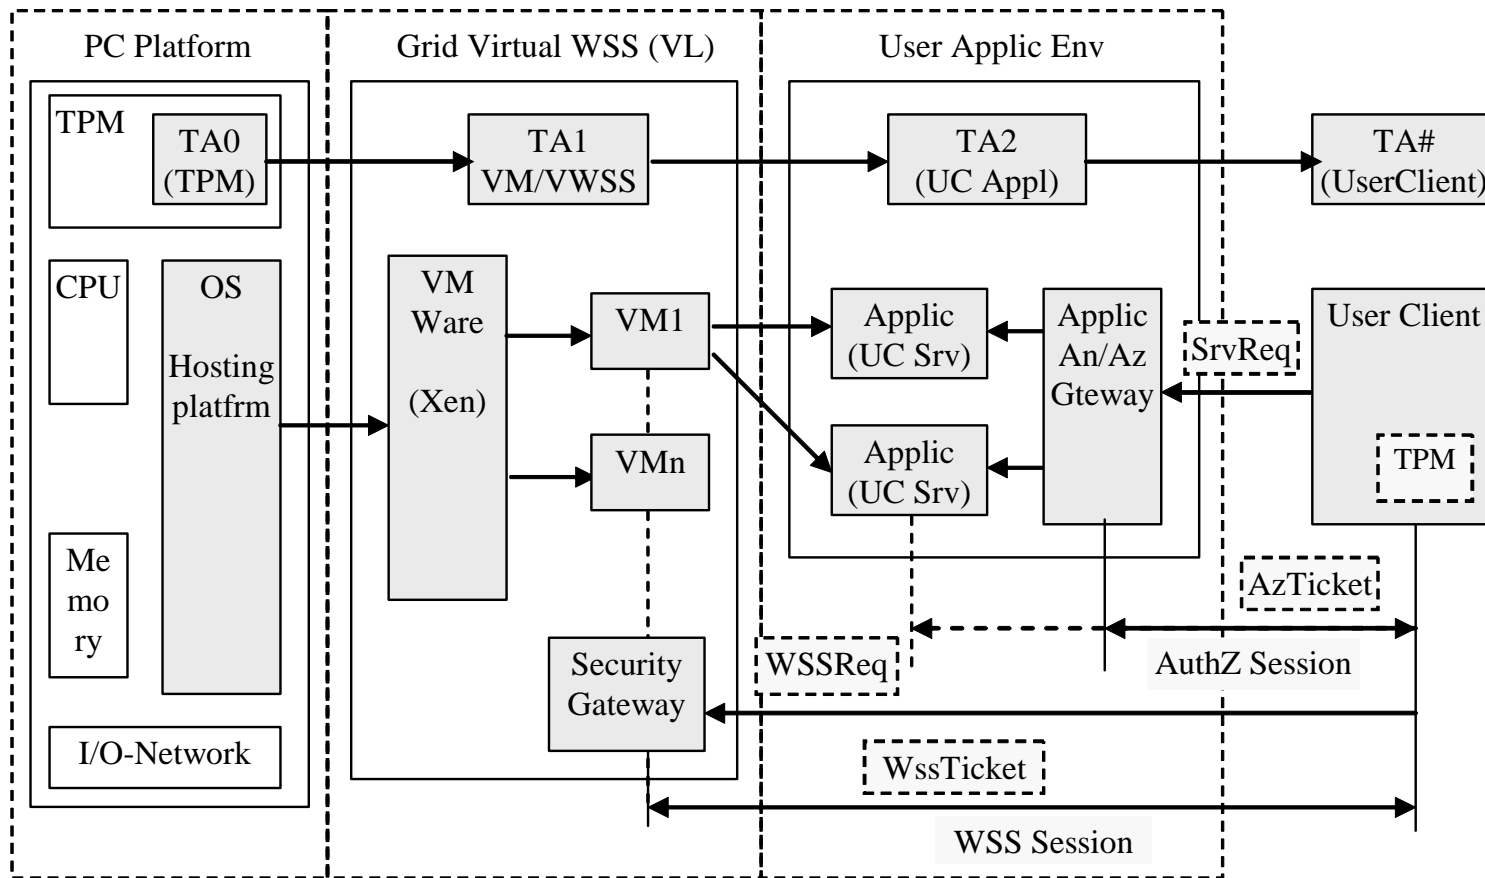 PC Platform
Grid Virtual WSS (VL)
User Applic Env
TPM
TA0
(TPM)
TA1
VM/VWSS
TA2
(UC Appl)
TA#
(UserClient)
CPU
OS
Hosting
platfrm
VM
Ware
(Xen)
VM1
VMn
Applic
(UC Srv)
Applic
(UC Srv)
Applic
An/Az
Gteway
SrvReq
User Client
TPM
Me
mo
ry
I/O-Network
Security
Gateway
WSSReq
AzTicket
AuthZ Session
WssTicket
WSS Session